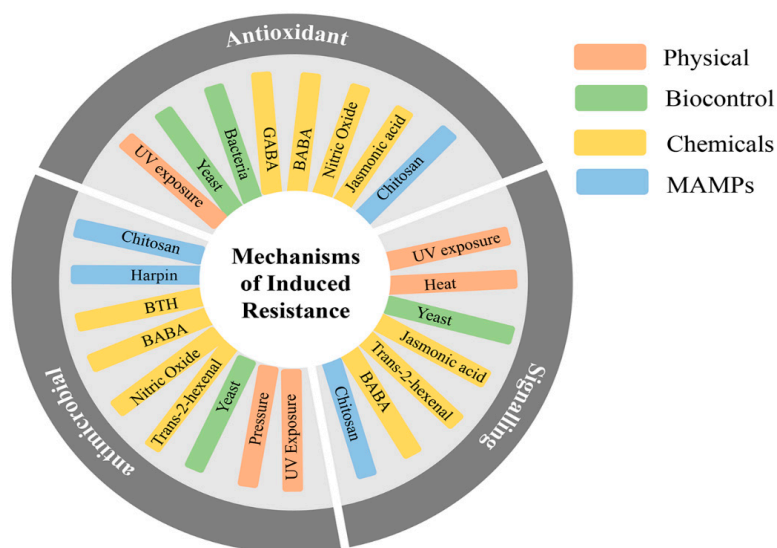 Antioxidant
UV exposure
Yeast
Bacteria
GABA
BABA
Nitric Oxide
Jasmonic acid
Chitosan
Signalling
UV exposure
Heat
Yeast
Jasmonic acid
Trans-2-hexenal
BABA
Chitosan
antimicrobial
Chitosan
Harpin
BTH
BABA
Nitric Oxide
Trans-2-hexenal
Yeast
Pressure
UV Exposure
Mechanisms
of Induced
Resistance
Physical
Biocontrol
Chemicals
MAMPs